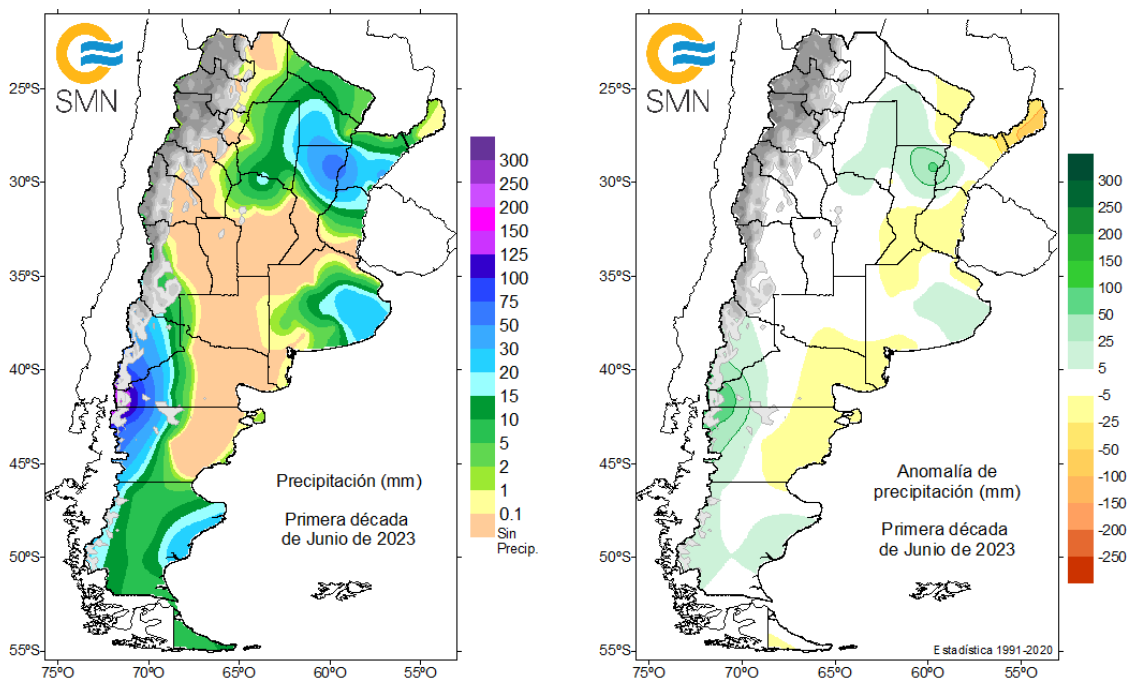 SMN
25ºS
30ºS
35ºS
40ºS
45ºS
50ºS
55ºS
75ºO
70ºO
65ºO
60ºO
55ºO
300
250
200
150
125
100
75
50
30
20
15
10
5
2
1
0.1
Sin
Precip.
Precipitación (mm)
Primera década
de Junio de 2023
SMN
25ºS
30ºS
35ºS
40ºS
45ºS
50ºS
55ºS
75ºO
70ºO
65ºO
60ºO
55ºO
300
250
200
150
100
50
25
5
-5
-25
-50
-100
-150
-200
-250
Anomalía de
precipitación (mm)
Primera década
de Junio de 2023
Estadística 1991-2020